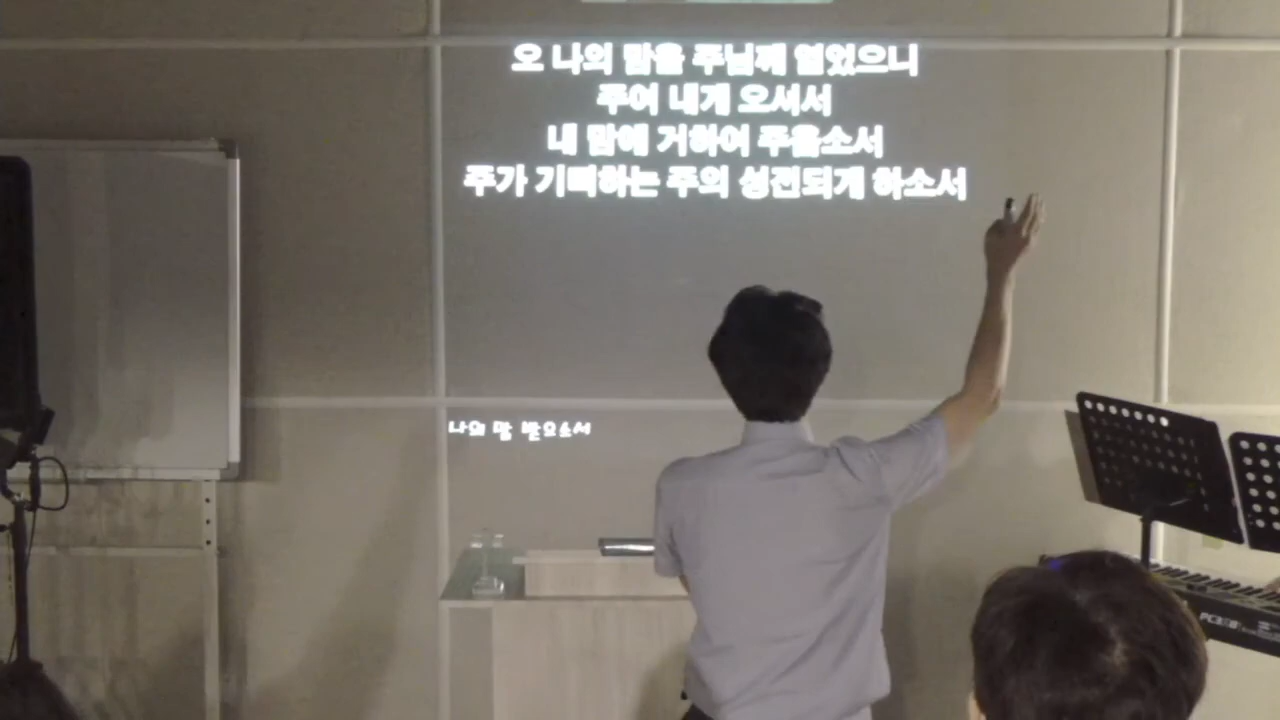 오 나의 맘을 주님께 열었으니
주여 내게 오셔서
내 맘에 거하여 주옵소서
주가 기뻐하는 주의 성전되게 하소서
나의 맘 받으소서